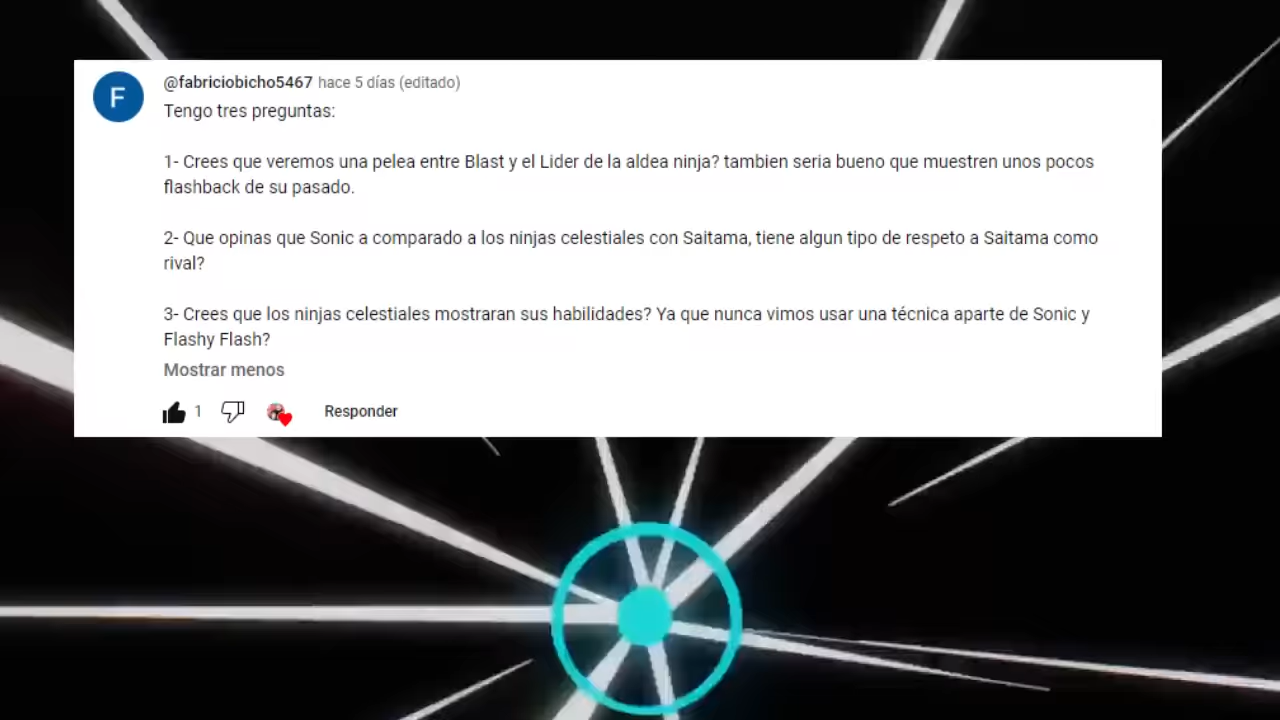 F
@fabriciobicho5467 hace 5 días (editado)
Tengo tres preguntas:
1- Crees que veremos una pelea entre Blast y el Lider de la aldea ninja? tambien seria bueno que muestren unos pocos
flashback de su pasado.
2- Que opinas que Sonic a comparado a los ninjas celestiales con Saitama, tiene algun tipo de respeto a Saitama como
rival?
3- Crees que los ninjas celestiales mostraran sus habilidades? Ya que nunca vimos usar una técnica aparte de Sonic y
Flashy Flash?
Mostrar menos
1 Responder